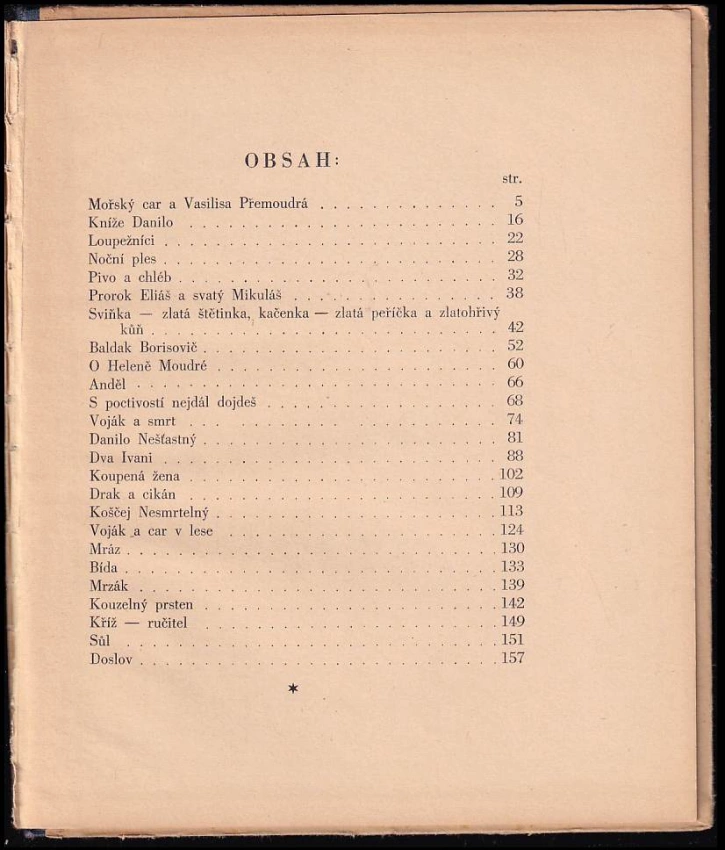 OBSAH:
str.
Mořský car a Vasilisa Přemoudrá . . . . . . . . . . . . . . 5
Kníže Danilo . . . . . . . . . . . . . . . . . . . . . . 16
Loupežníci . . . . . . . . . . . . . . . . . . . . . . . 22
Noční ples . . . . . . . . . . . . . . . . . . . . . . . 28
Pivo a chléb . . . . . . . . . . . . . . . . . . . . . . 32
Prorok Eliáš a svatý Mikuláš . . . . . . . . . . . . . . . 38
Sviňka — zlatá štětinka, kačenka — zlatá peříčka a zlatohřivý
kůň . . . . . . . . . . . . . . . . . . . . . . . . 42
Baldak Borisovič . . . . . . . . . . . . . . . . . . . . . 52
O Heleně Moudré . . . . . . . . . . . . . . . . . . . . 60
Anděl . . . . . . . . . . . . . . . . . . . . . . . . . 66
S poctivostí nejdál dojdeš . . . . . . . . . . . . . . . . . 68
Voják a smrt . . . . . . . . . . . . . . . . . . . . . . 74
Danilo Nešťastný . . . . . . . . . . . . . . . . . . . . . 81
Dva Ivani . . . . . . . . . . . . . . . . . . . . . . . 88
Koupená žena . . . . . . . . . . . . . . . . . . . . . . 102
Drak a cikán . . . . . . . . . . . . . . . . . . . . . . 109
Koščej Nesmrtelný . . . . . . . . . . . . . . . . . . . . 113
Voják a car v lese . . . . . . . . . . . . . . . . . . . 124
Mráz . . . . . . . . . . . . . . . . . . . . . . . . . 130
Bída . . . . . . . . . . . . . . . . . . . . . . . . . 133
Mrzák . . . . . . . . . . . . . . . . . . . . . . . . 139
Kouzelný prsten . . . . . . . . . . . . . . . . . . . . . 142
Kříž — ručitel . . . . . . . . . . . . . . . . . . . . . 149
Sůl . . . . . . . . . . . . . . . . . . . . . . . . . 151
Doslov . . . . . . . . . . . . . . . . . . . . . . . . 157